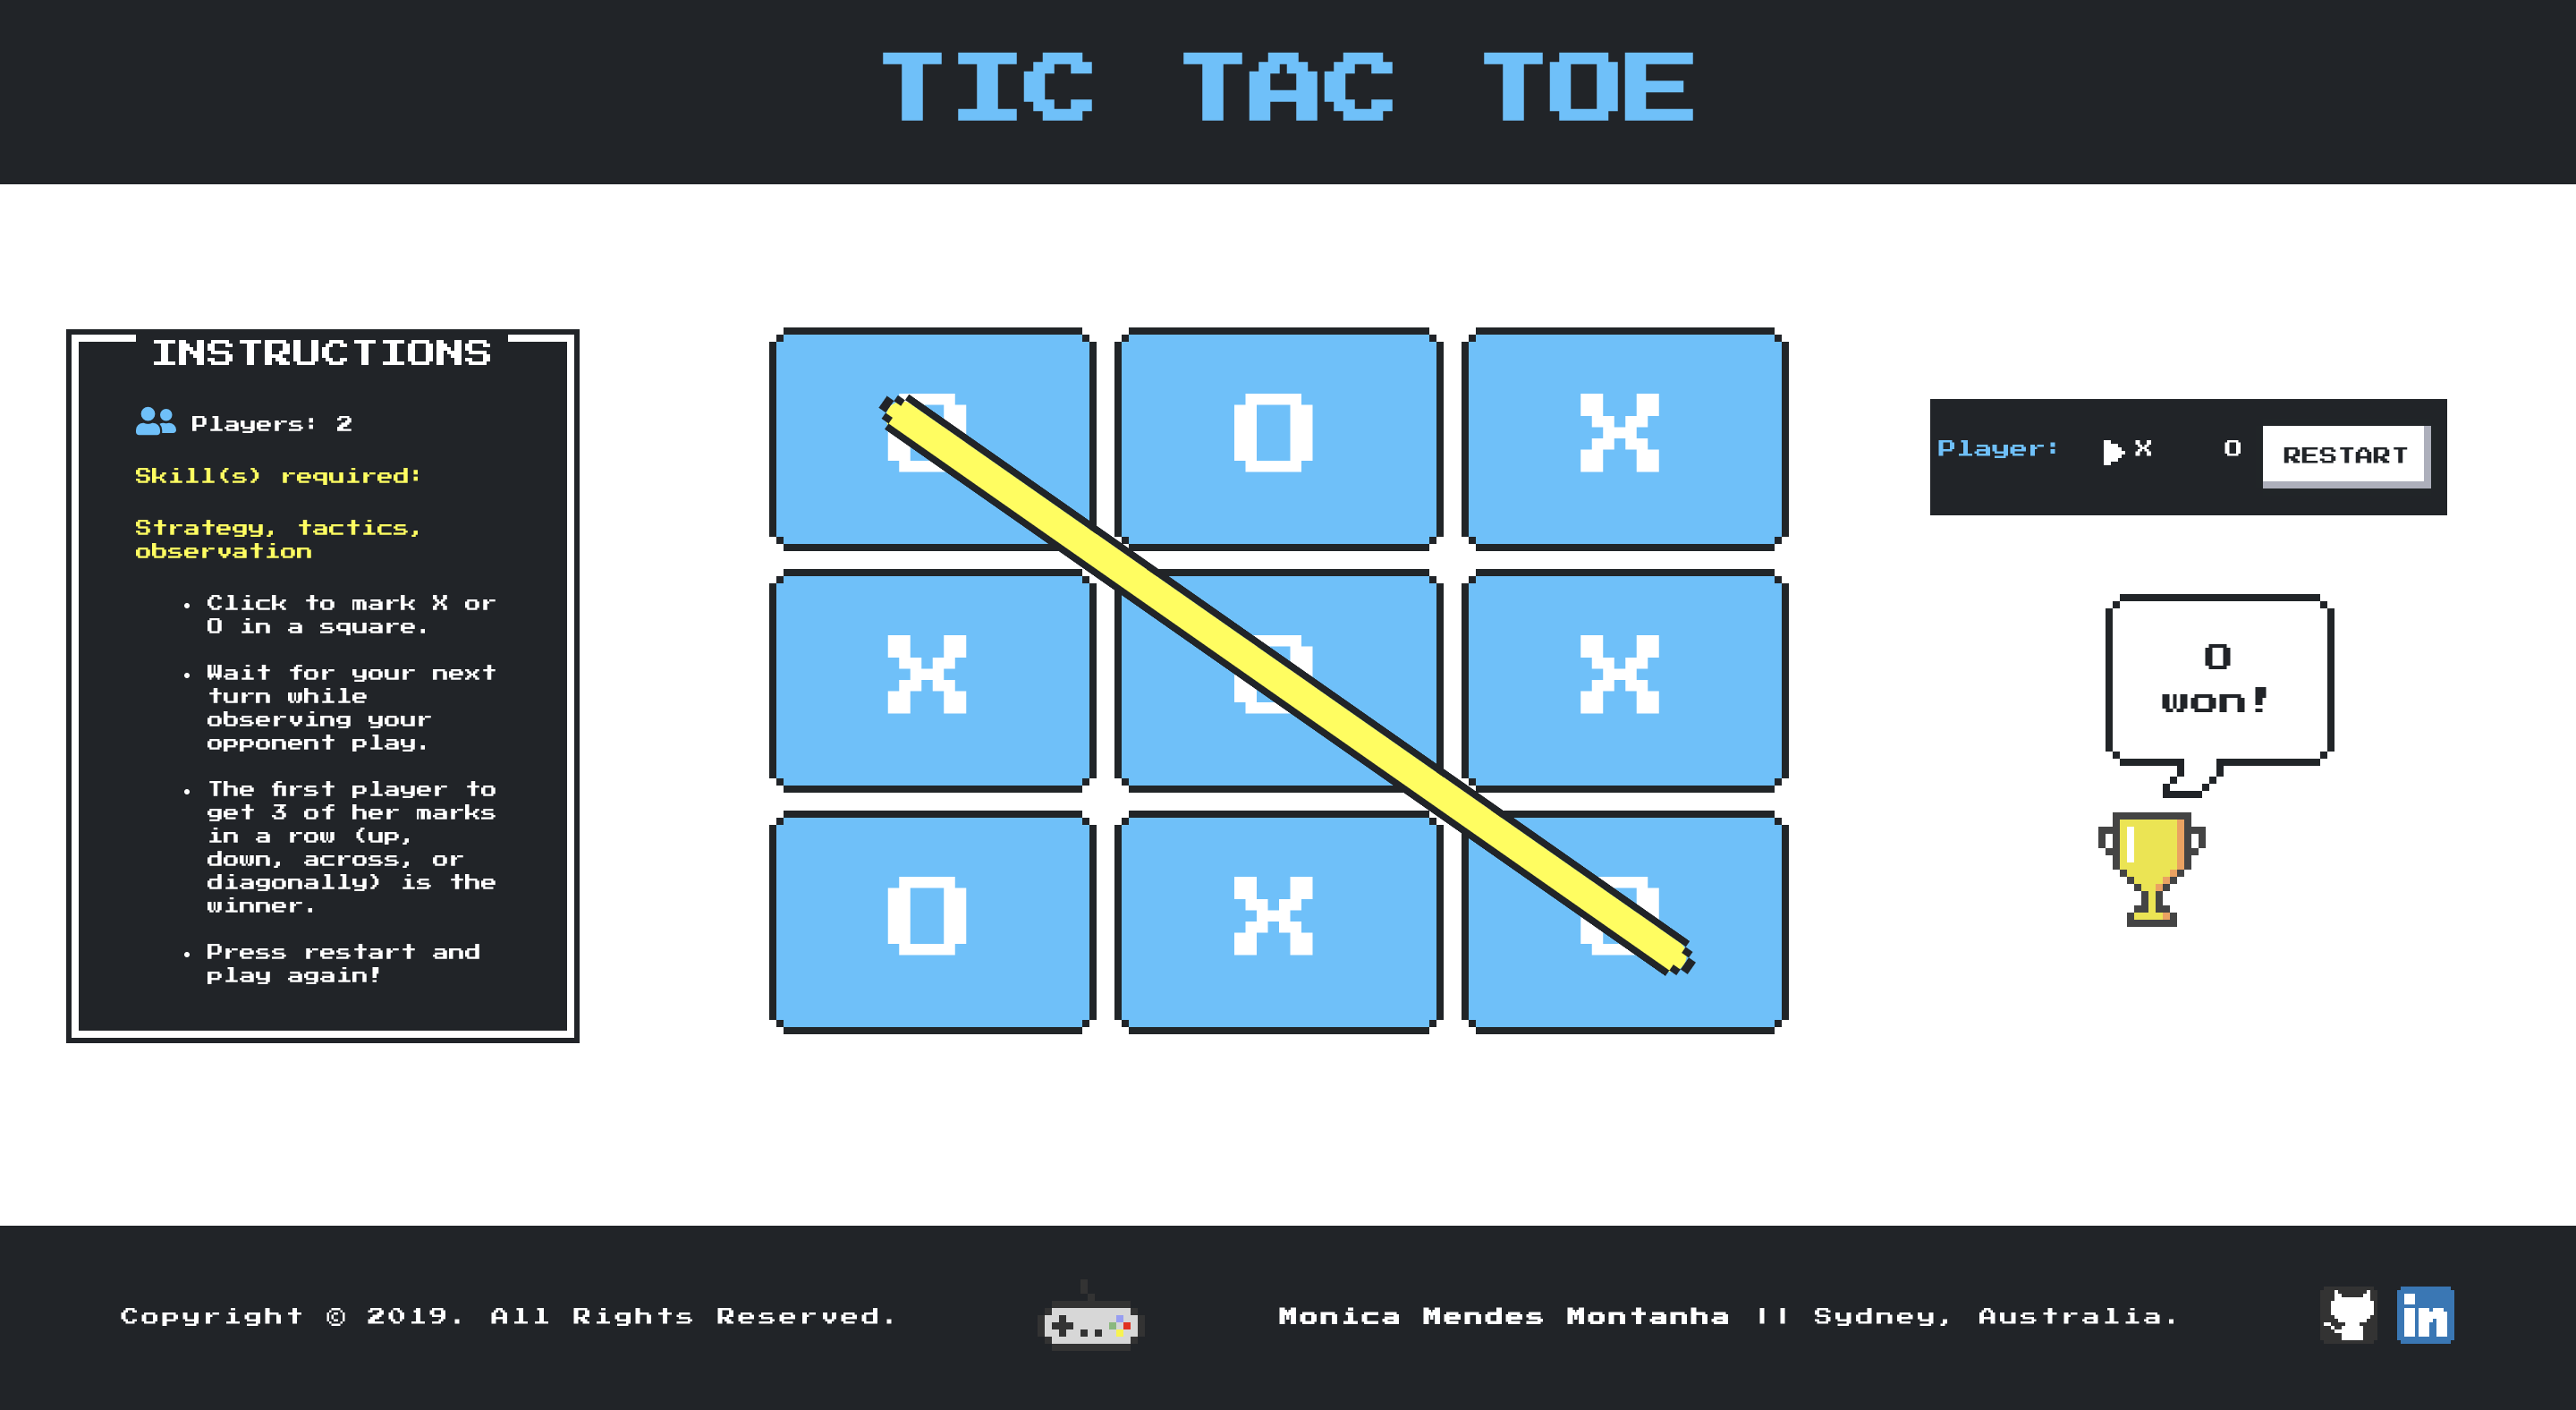 TIC TAC TOE
INSTRUCTIONS
Players: 2
Skill(s) required:
Strategy, tactics,
observation
• Click to mark X or
O in a square.
• Wait for your next
turn while
observing your
opponent play.
• The first player to
get 3 of her marks
in a row (up,
down, across, or
diagonally) is the
winner.
• Press restart and
play again!
O O X
X O X
O X O
Player: X O RESTART
O
won!
Copyright © 2019. All Rights Reserved.
Monica Mendes Montanha || Sydney, Australia.
in